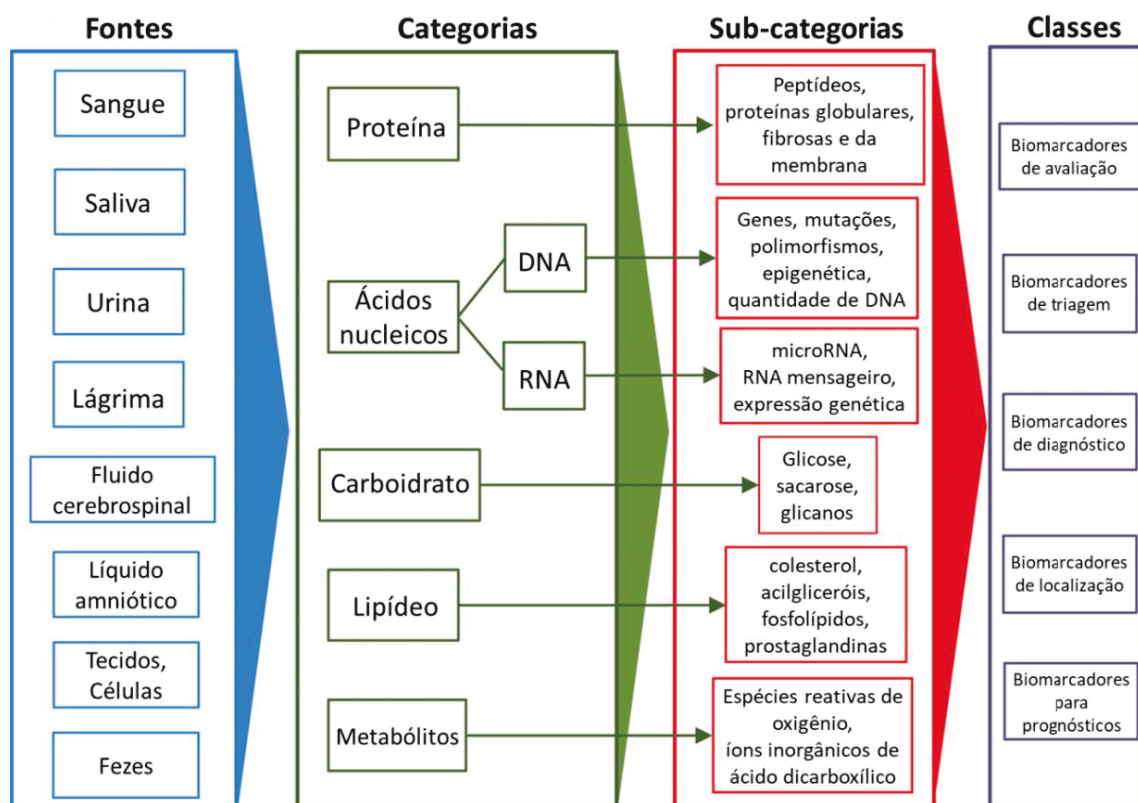 Fontes
Sangue
Saliva
Urina
Lágrima
Fluido
cerebrospinal
Líquido
amniótico
Tecidos,
Células
Fezes
Categorias
Proteína
Ácidos
nucleicos
DNA
RNA
Carboidrato
Lipídeo
Metabólitos
Sub-categorias
Peptídeos,
proteínas globulares,
fibrosas e da
membrana
Genes, mutações,
polimorfismos,
epigenética,
quantidade de DNA
microRNA,
RNA mensageiro,
expressão genética
Glicose,
sacarose,
glicanos
colesterol,
acilgliceróis,
fosfolípidos,
prostaglandinas
Espécies reativas de
oxigênio,
íons inorgânicos de
ácido dicarboxílico
Classes
Biomarcadores
de avaliação
Biomarcadores
de triagem
Biomarcadores
de diagnóstico
Biomarcadores
de localização
Biomarcadores
para
prognósticos